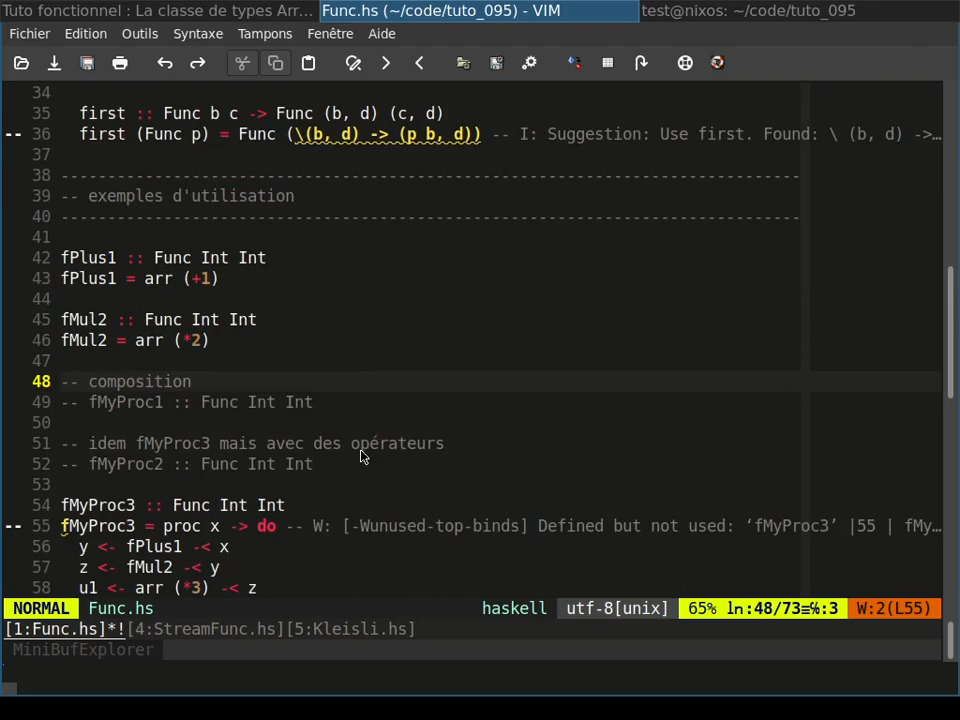 Tuto fonctionnel : La classe de types Arr... Func.hs (~/code/tuto_095) - VIM test@nixos: ~/code/tuto_095
Fichier Edition Outils Syntaxe Tampons Fenêtre Aide
34
35 first :: Func b c -> Func (b, d) (c, d)
-- 36 first (Func p) = Func (\(b, d) -> (p b, d)) -- I: Suggestion: Use first. Found: \ (b, d) ->…
37
38 -------------------------------------------------------------------------------
39 -- exemples d'utilisation
40 -------------------------------------------------------------------------------
41
42 fPlus1 :: Func Int Int
43 fPlus1 = arr (+1)
44
45 fMul2 :: Func Int Int
46 fMul2 = arr (*2)
47
48 -- composition
49 -- fMyProc1 :: Func Int Int
50
51 -- idem fMyProc3 mais avec des opérateurs
52 -- fMyProc2 :: Func Int Int
53
54 fMyProc3 :: Func Int Int
-- 55 fMyProc3 = proc x -> do -- W: [-Wunused-top-binds] Defined but not used: ‘fMyProc3’ |55 | fMy…
56 y <- fPlus1 -< x
57 z <- fMul2 -< y
58 u1 <- arr (*3) -< z
NORMAL Func.hs haskell utf-8[unix] 65% ln:48/73≡℅:3 W:2(L55)
[1:Func.hs]*![4:StreamFunc.hs][5:Kleisli.hs]
MiniBufExplorer